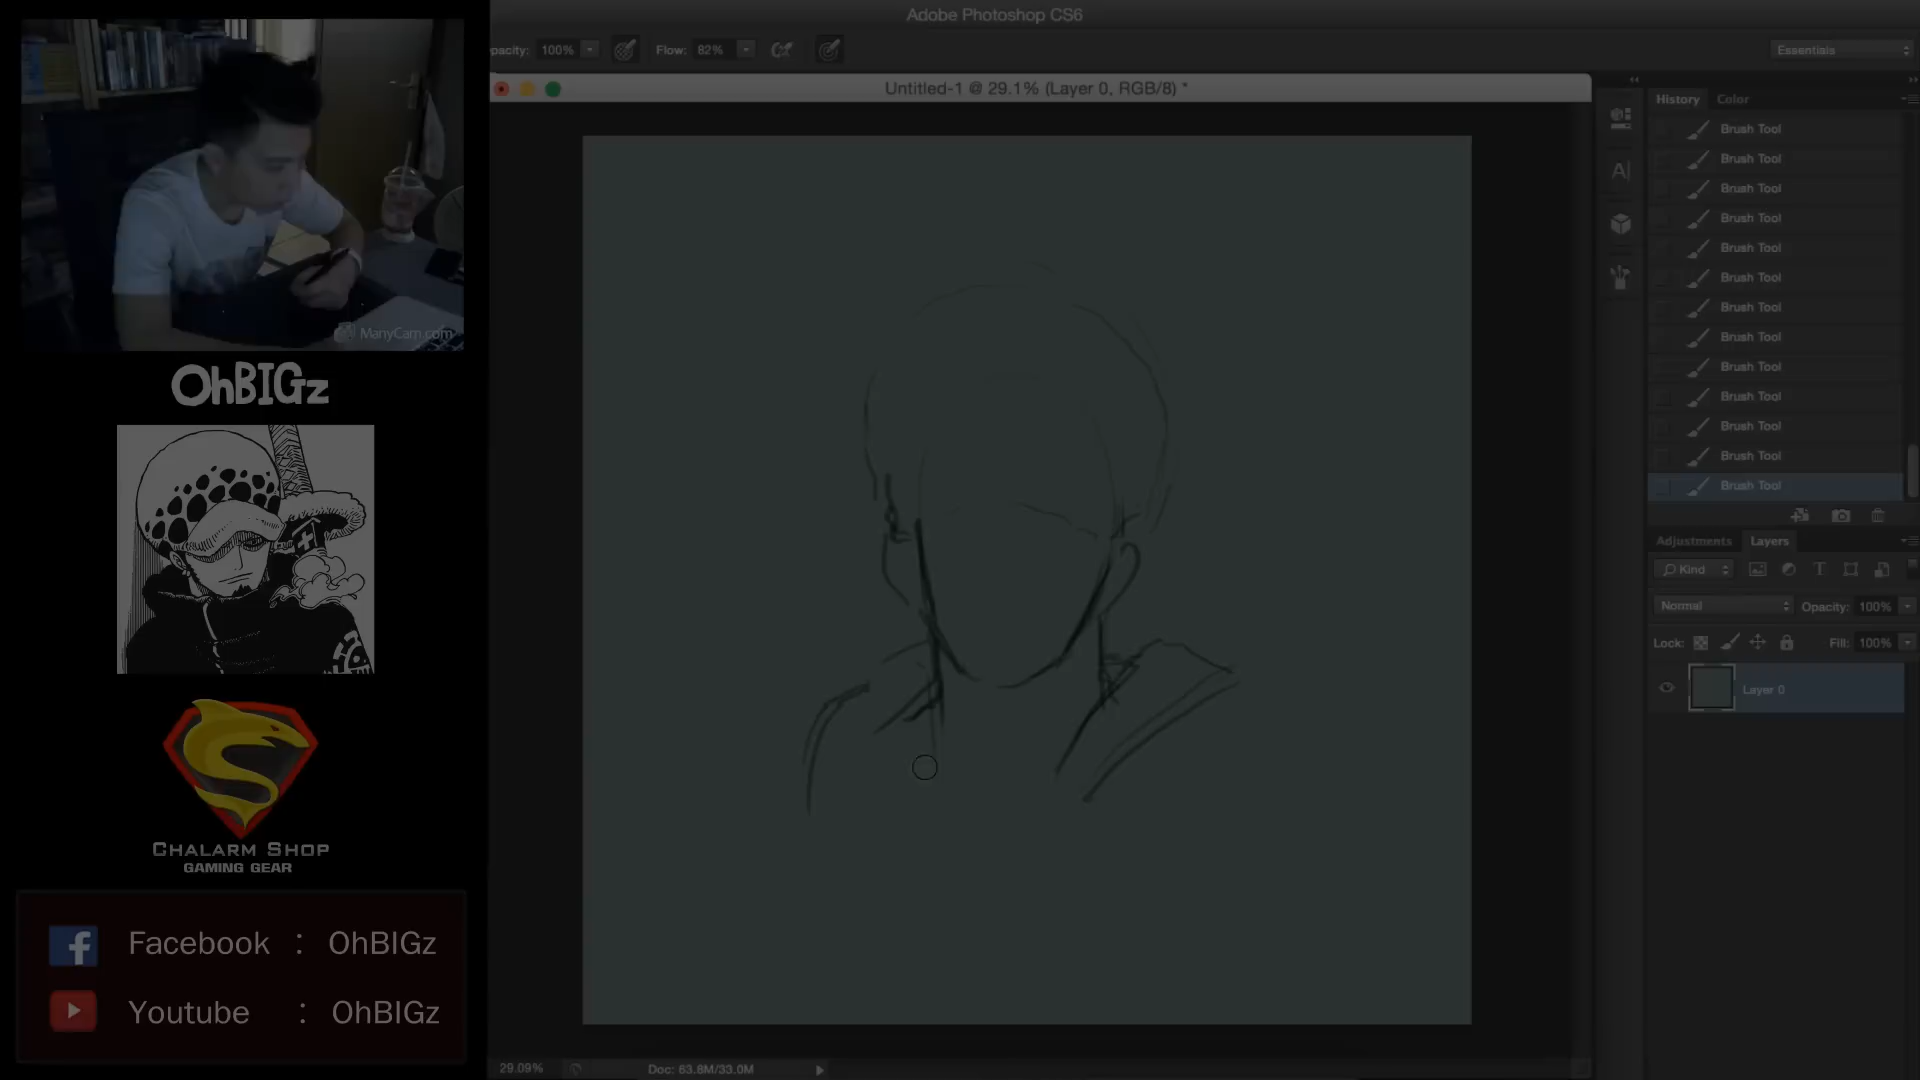 Adobe Photoshop CS6
pacity: 100% Flow: 82% Essentials
Untitled-1 @ 29.1% (Layer 0, RGB/8) *
History Color
Brush Tool
Brush Tool
Brush Tool
Brush Tool
Brush Tool
Brush Tool
Brush Tool
Brush Tool
Brush Tool
Brush Tool
Brush Tool
Brush Tool
Brush Tool
Adjustments Layers
Kind
Normal Opacity: 100%
Lock: Fill: 100%
Layer 0
ManyCam.com
OhBIGz
CHALARM SHOP
GAMING GEAR
Facebook : OhBIGz
Youtube : OhBIGz
29.09% Doc: 63.8M/33.0M